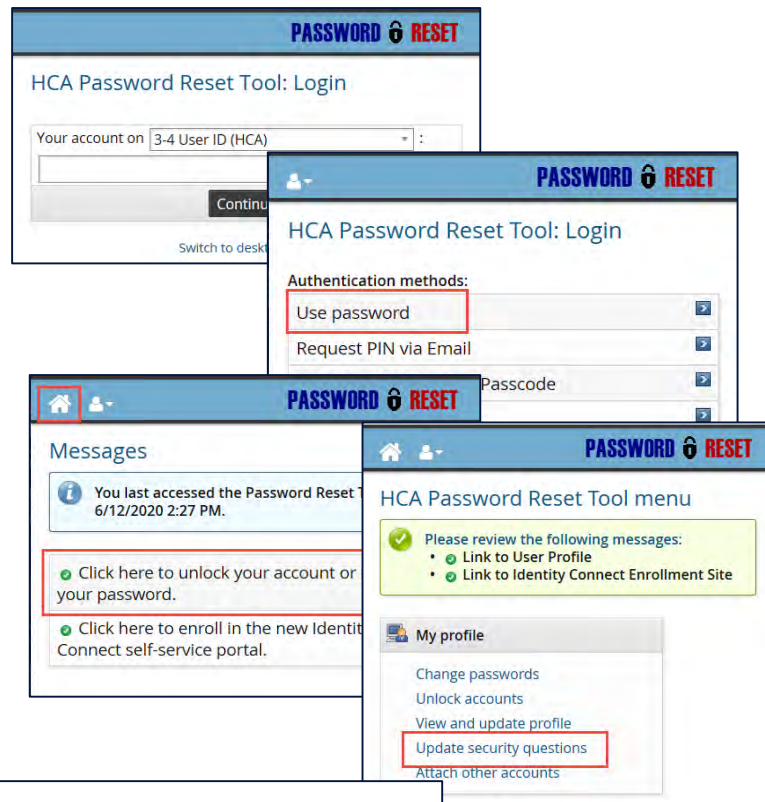 PASSWORD RESET
HCA Password Reset Tool: Login
Your account on 3-4 User ID (HCA) :
Continu
Switch to deskt
PASSWORD RESET
HCA Password Reset Tool: Login
Authentication methods:
Use password
Request PIN via Email
Passcode
PASSWORD RESET
Messages
You last accessed the Password Reset T
6/12/2020 2:27 PM.
Click here to unlock your account or
your password.
Click here to enroll in the new Identit
Connect self-service portal.
PASSWORD RESET
HCA Password Reset Tool menu
Please review the following messages:
• Link to User Profile
• Link to Identity Connect Enrollment Site
My profile
Change passwords
Unlock accounts
View and update profile
Update security questions
Attach other accounts